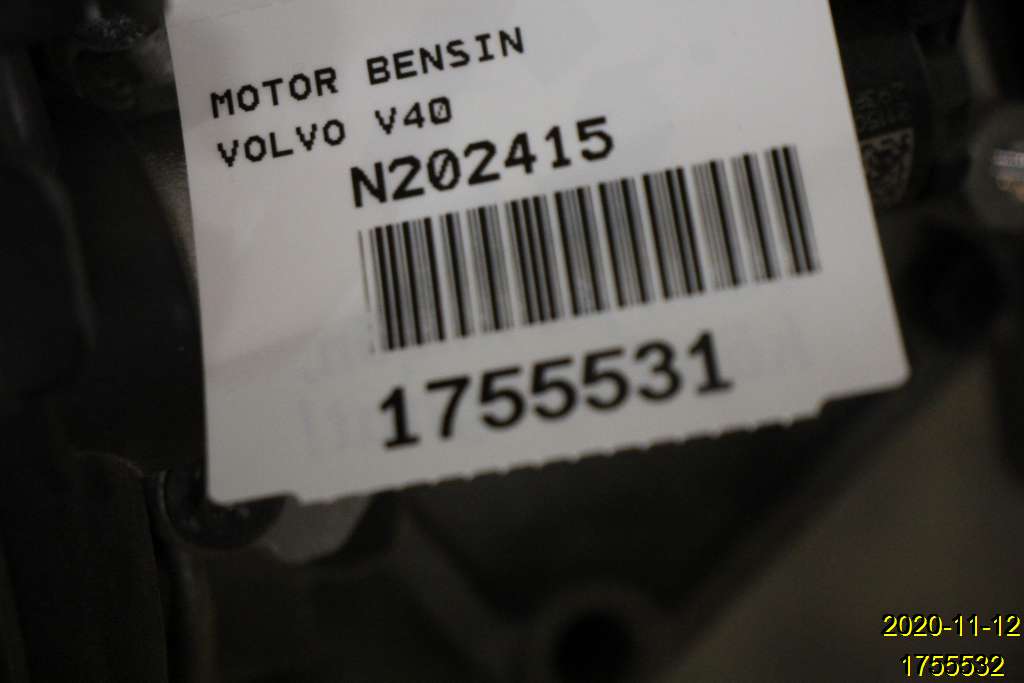 MOTOR BENSIN
VOLVO V40
N202415
1755531
2020-11-12
1755532